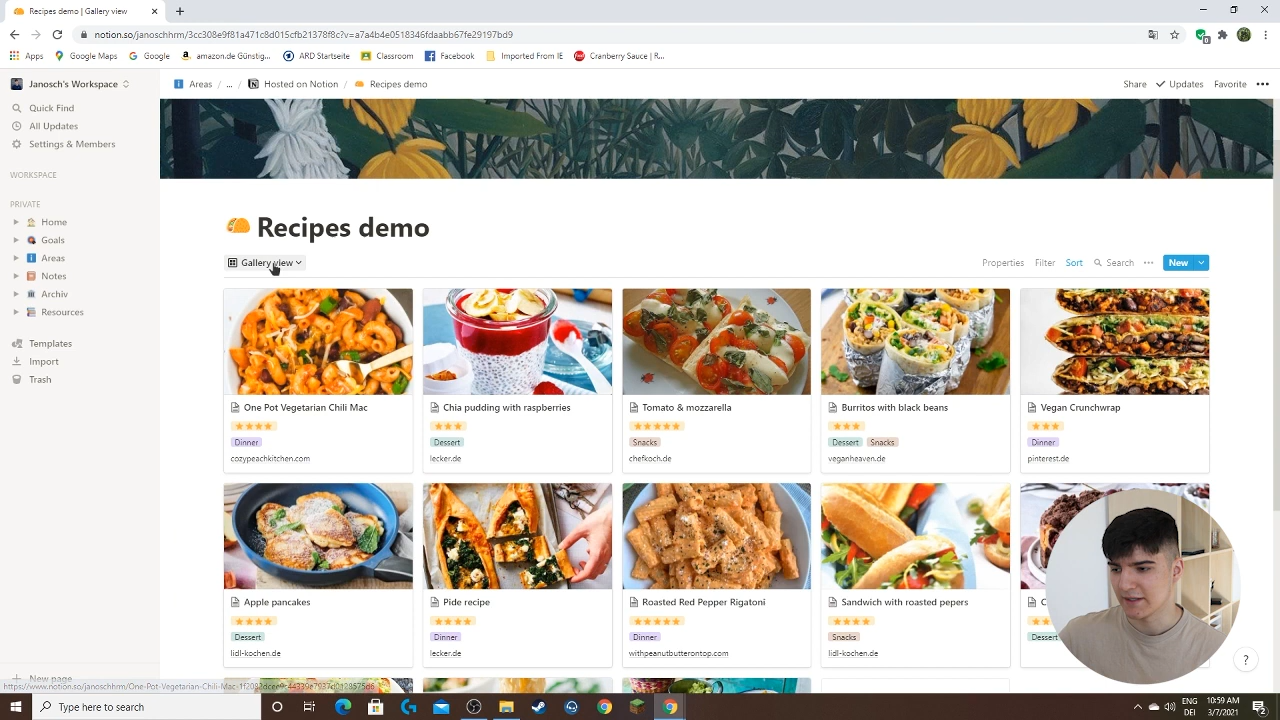 Recipes demo | Gallery view
notion.so/janoschhrm/3cc308e9f81a471c8d015cfb21378f8c?v=a7a4b4e0518346fdaabb67fe29197bd9
Apps Google Maps Google amazon.de Günstig... ARD Startseite Classroom Facebook Imported From IE Cranberry Sauce | R...
Janosch's Workspace
Areas / ... / Hosted on Notion / Recipes demo
Share Updates Favorite
Quick Find
All Updates
Settings & Members
WORKSPACE
PRIVATE
Home
Goals
Areas
Notes
Archiv
Resources
Templates
Import
Trash
New page
Recipes demo
Gallery view
Properties Filter Sort Search New
One Pot Vegetarian Chili Mac
Dinner
cozypeachkitchen.com
Chia pudding with raspberries
Dessert
lecker.de
Tomato & mozzarella
Snacks
chefkoch.de
Burritos with black beans
Dessert Snacks
veganheaven.de
Vegan Crunchwrap
Dinner
pinterest.de
Apple pancakes
Dessert
lidl-kochen.de
Pide recipe
Dinner
lecker.de
Roasted Red Pepper Rigatoni
Dinner
withpeanutbutterontop.com
Sandwich with roasted pepers
Snacks
lidl-kochen.de
Dessert
?
Type here to search
DEI
10:59 AM
3/7/2021